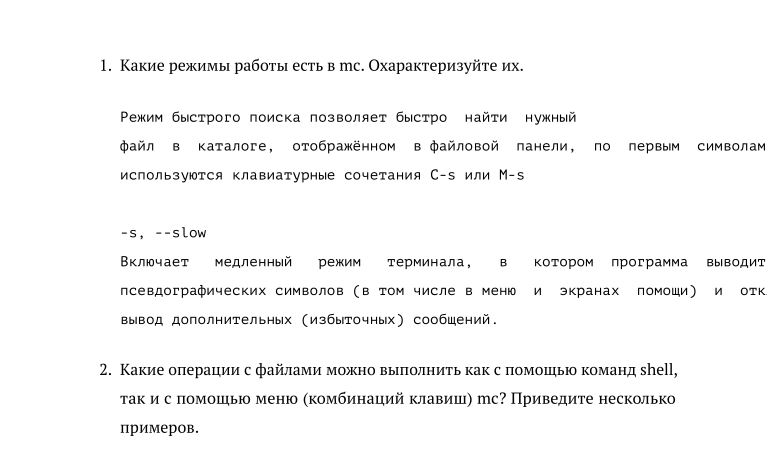 1. Какие режимы работы есть в mc. Охарактеризуйте их.
Режим быстрого поиска позволяет быстро найти нужный
файл в каталоге, отображённом в файловой панели, по первым символам
используются клавиатурные сочетания C-s или M-s
-s, --slow
Включает медленный режим терминала, в котором программа выводит
псевдографических символов (в том числе в меню и экранах помощи) и отк
вывод дополнительных (избыточных) сообщений.
2. Какие операции с файлами можно выполнить как с помощью команд shell,
так и с помощью меню (комбинаций клавиш) mc? Приведите несколько
примеров.